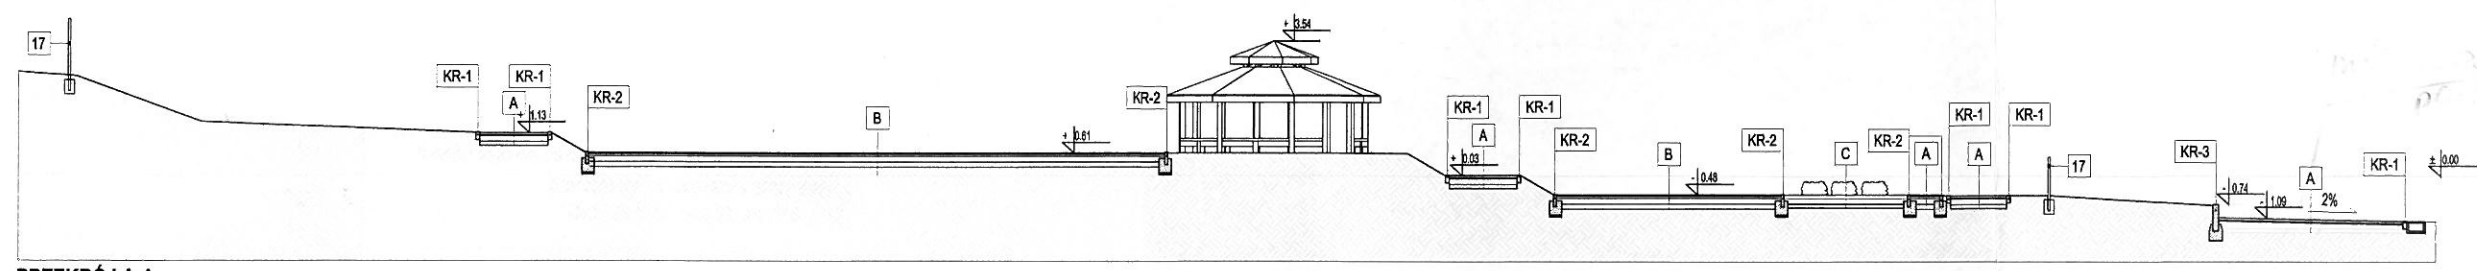 + 3.54
17
KR-1 KR-1
A
+ 1.13
KR-2
B
+ 0.61
KR-2
KR-1 KR-1
A
+ 0.03
KR-2
B
- 0.48
KR-2
C
KR-2
A
KR-1
A
KR-1
17
KR-3
- 0.74
- 1.09
A
2%
KR-1
± 0.00